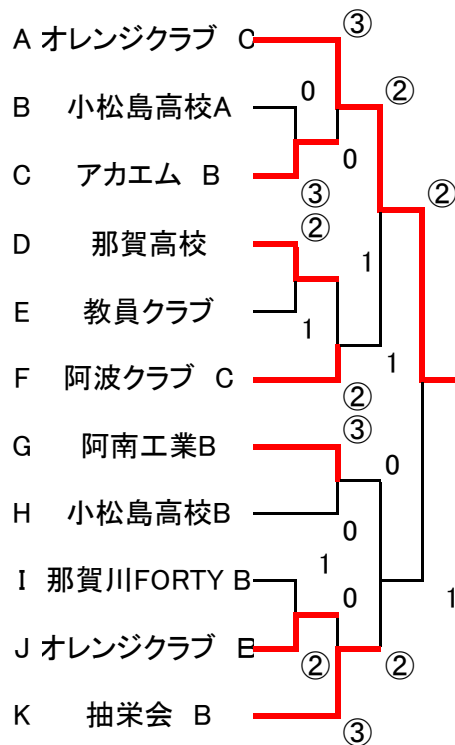 ③
A オレンジクラブ C
0 ②
B 小松島高校A
0
C アカエム B
③ ②
②
D 那賀高校
1
E 教員クラブ
1
1
F 阿波クラブ C
②
③
G 阿南工業B
0
H 小松島高校B
0
1
I 那賀川FORTY B
0 1
J オレンジクラブ B
② ②
K 抽栄会 B
③